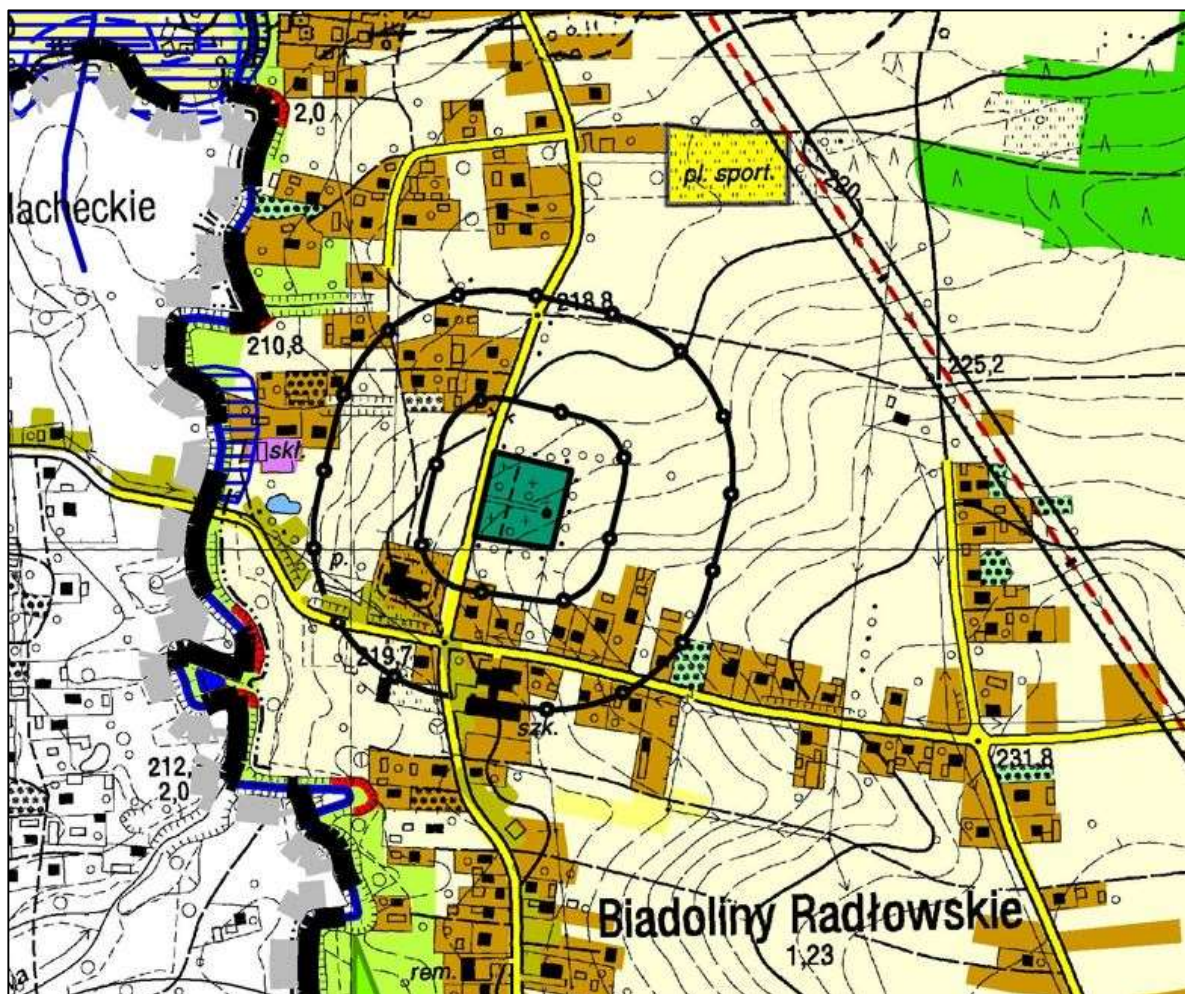 2,0
pl. sport.
220
lacheckie
218,8
210,8
225,2
skł.
p.
219,7
szk.
231,8
212,
2,0
Biadoliny Radłowskie
1,23
rem.